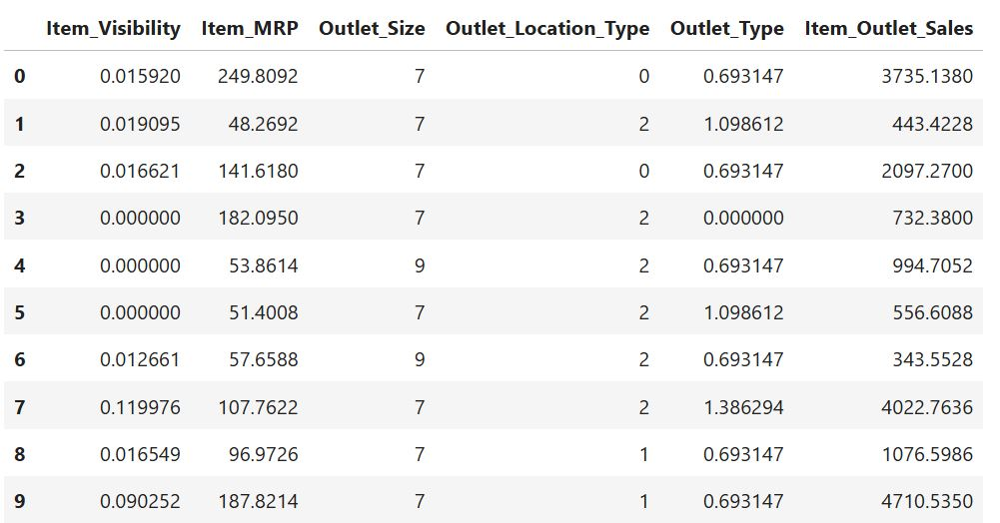 Item_Visibility Item_MRP Outlet_Size Outlet_Location_Type Outlet_Type Item_Outlet_Sales
0 0.015920 249.8092 7 0 0.693147 3735.1380
1 0.019095 48.2692 7 2 1.098612 443.4228
2 0.016621 141.6180 7 0 0.693147 2097.2700
3 0.000000 182.0950 7 2 0.000000 732.3800
4 0.000000 53.8614 9 2 0.693147 994.7052
5 0.000000 51.4008 7 2 1.098612 556.6088
6 0.012661 57.6588 9 2 0.693147 343.5528
7 0.119976 107.7622 7 2 1.386294 4022.7636
8 0.016549 96.9726 7 1 0.693147 1076.5986
9 0.090252 187.8214 7 1 0.693147 4710.5350